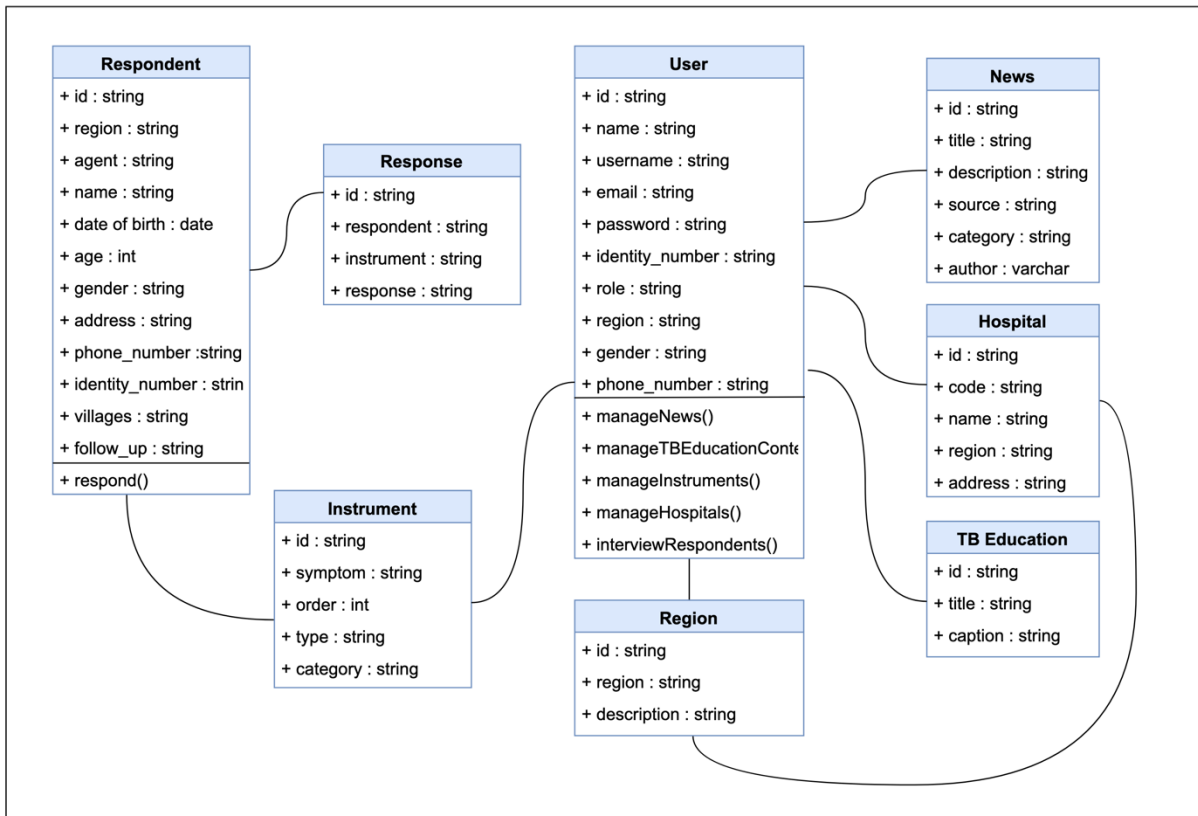 Respondent
+ id : string
+ region : string
+ agent : string
+ name : string
+ date of birth : date
+ age : int
+ gender : string
+ address : string
+ phone_number :string
+ identity_number : strin
+ villages : string
+ follow_up : string
+ respond()
Response
+ id : string
+ respondent : string
+ instrument : string
+ response : string
Instrument
+ id : string
+ symptom : string
+ order : int
+ type : string
+ category : string
User
+ id : string
+ name : string
+ username : string
+ email : string
+ password : string
+ identity_number : string
+ role : string
+ region : string
+ gender : string
+ phone_number : string
+ manageNews()
+ manageTBEducationConte
+ manageInstruments()
+ manageHospitals()
+ interviewRespondents()
Region
+ id : string
+ region : string
+ description : string
News
+ id : string
+ title : string
+ description : string
+ source : string
+ category : string
+ author : varchar
Hospital
+ id : string
+ code : string
+ name : string
+ region : string
+ address : string
TB Education
+ id : string
+ title : string
+ caption : string